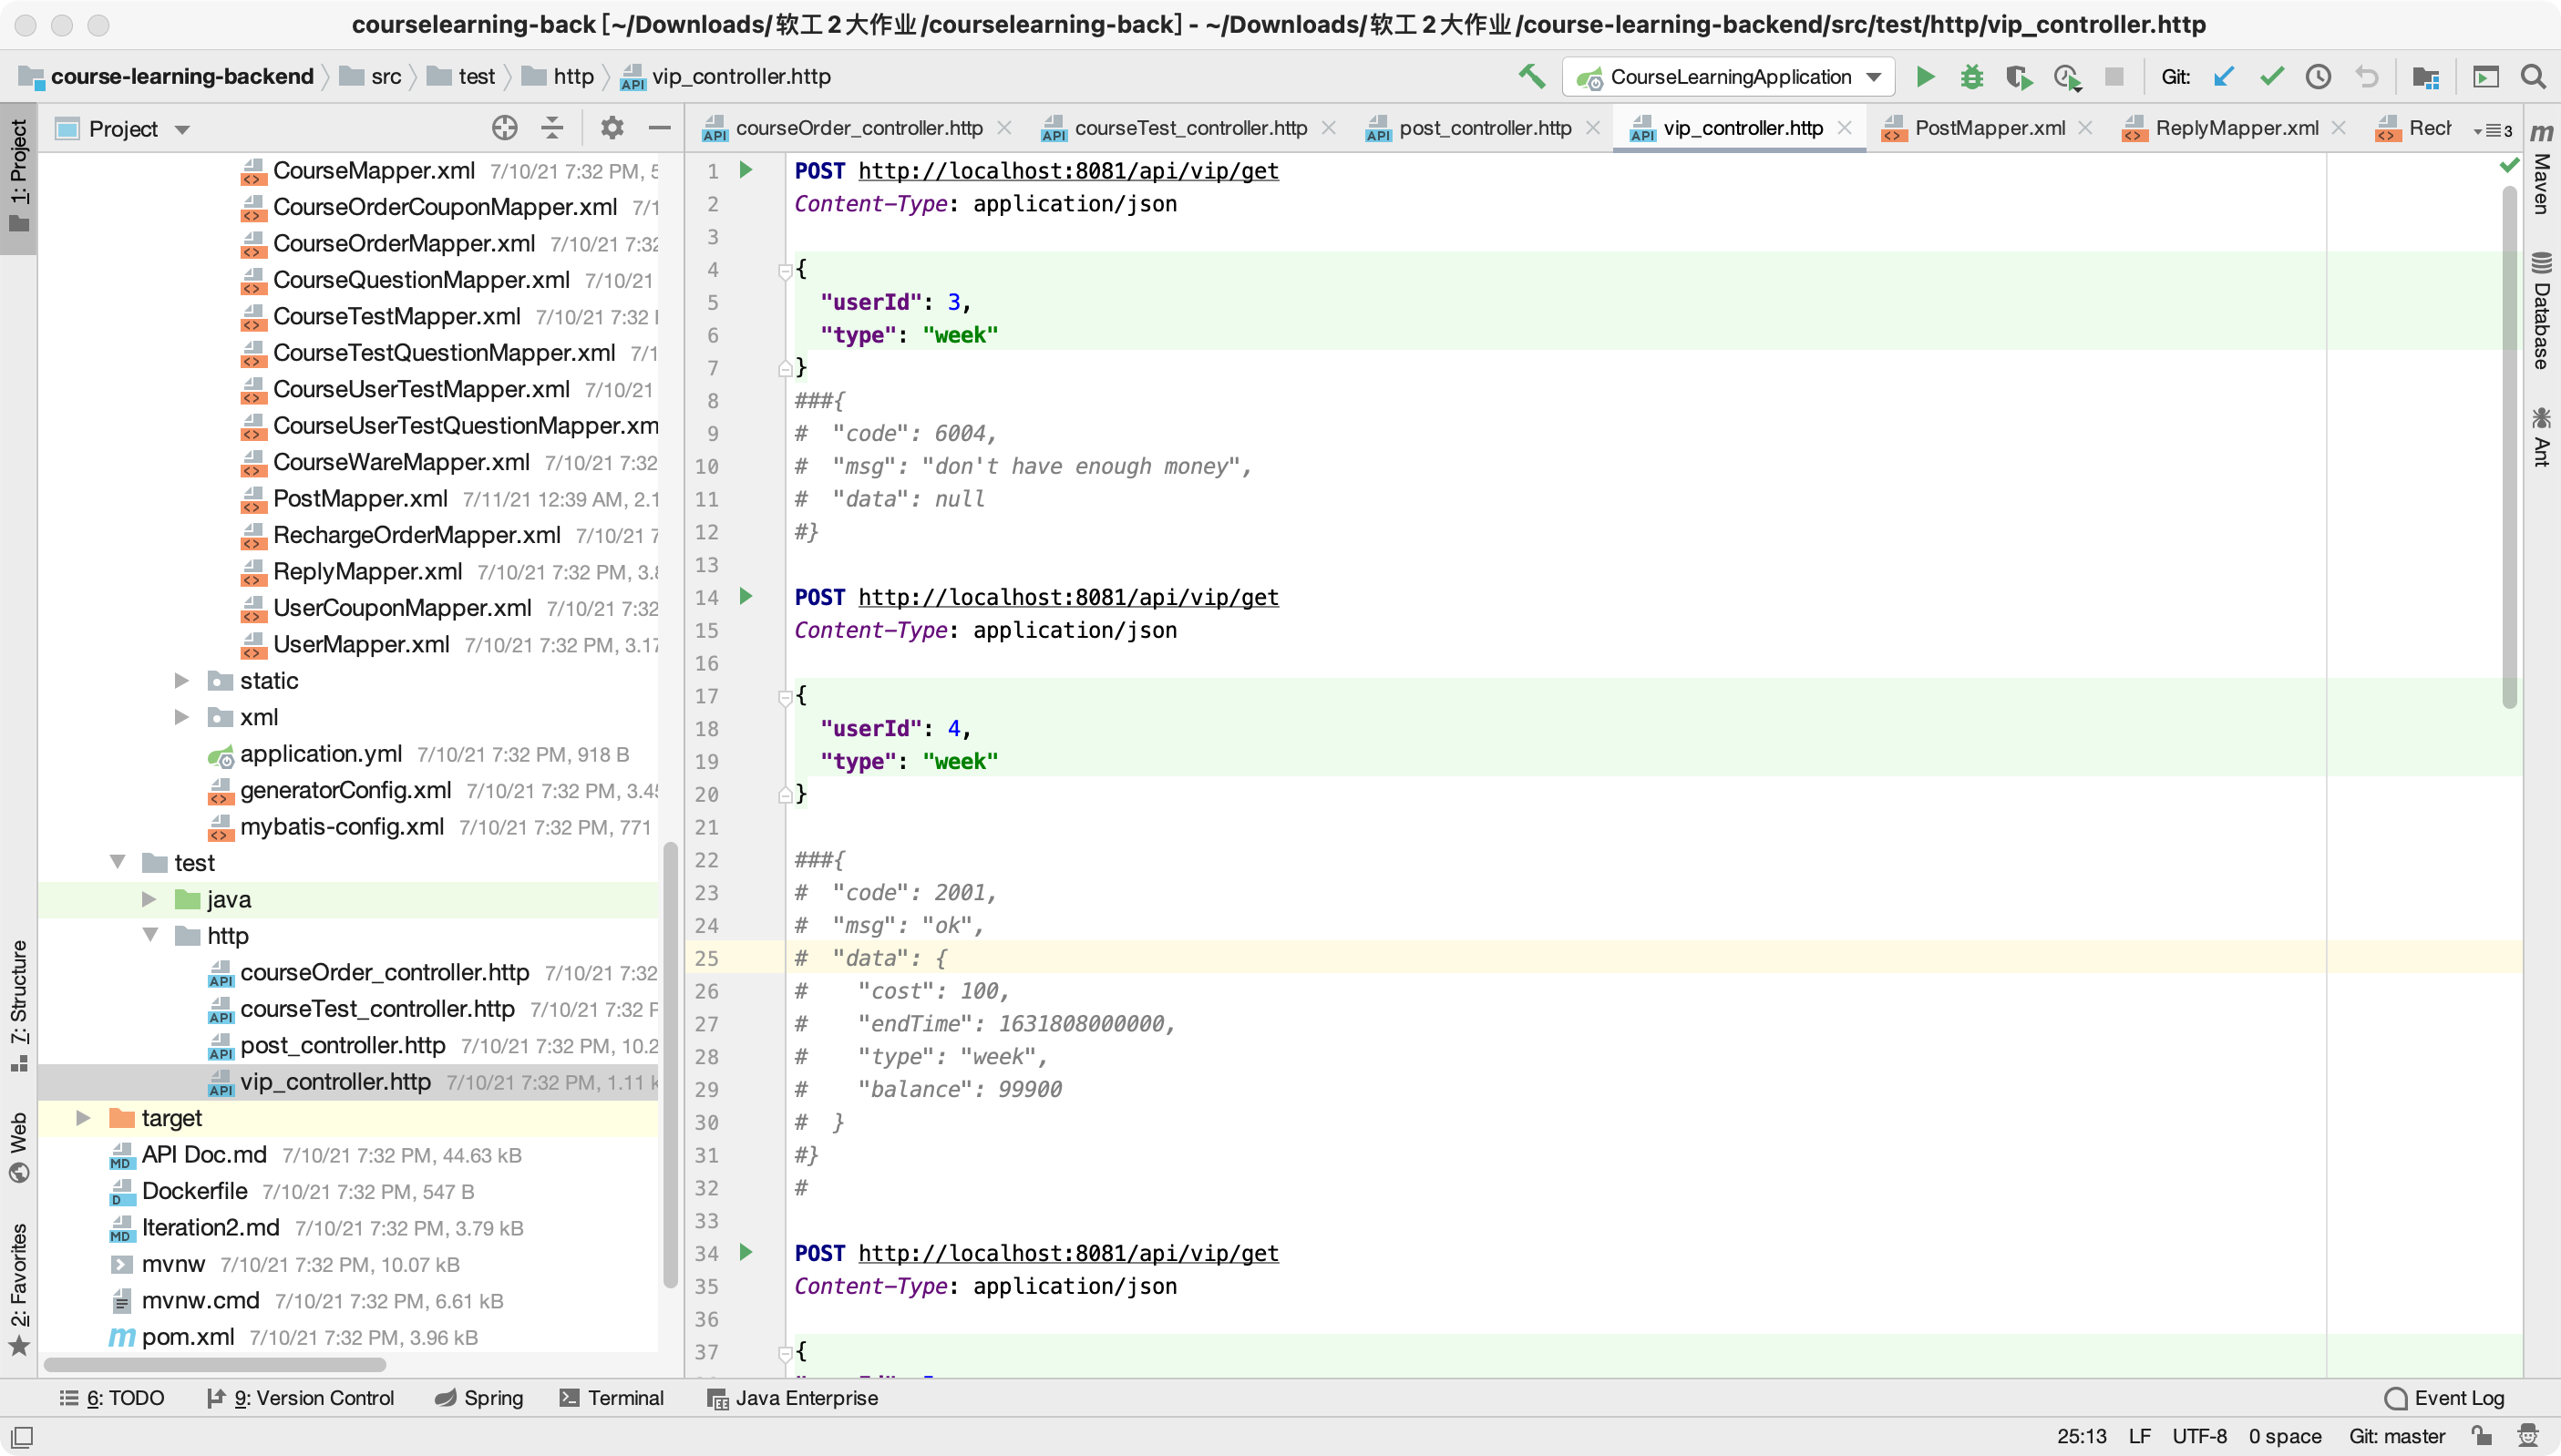 courselearning-back [~/Downloads/软工2大作业/courselearning-back] - ~/Downloads/软工2大作业/course-learning-backend/src/test/http/vip_controller.http
course-learning-backend src test http vip_controller.http CourseLearningApplication Git:
Project
courseOrder_controller.http courseTest_controller.http post_controller.http vip_controller.http PostMapper.xml ReplyMapper.xml Rech 3
1: Project
7: Structure
Web
2: Favorites
CourseMapper.xml 7/10/21 7:32 PM, 5
CourseOrderCouponMapper.xml 7/1
CourseOrderMapper.xml 7/10/21 7:32
CourseQuestionMapper.xml 7/10/21
CourseTestMapper.xml 7/10/21 7:32
CourseTestQuestionMapper.xml 7/1
CourseUserTestMapper.xml 7/10/21
CourseUserTestQuestionMapper.xm
CourseWareMapper.xml 7/10/21 7:32
PostMapper.xml 7/11/21 12:39 AM, 2.1
RechargeOrderMapper.xml 7/10/21 7
ReplyMapper.xml 7/10/21 7:32 PM, 3.8
UserCouponMapper.xml 7/10/21 7:32
UserMapper.xml 7/10/21 7:32 PM, 3.17
static
xml
application.yml 7/10/21 7:32 PM, 918 B
generatorConfig.xml 7/10/21 7:32 PM, 3.45
mybatis-config.xml 7/10/21 7:32 PM, 771
test
java
http
courseOrder_controller.http 7/10/21 7:32
courseTest_controller.http 7/10/21 7:32 P
post_controller.http 7/10/21 7:32 PM, 10.2
vip_controller.http 7/10/21 7:32 PM, 1.11 k
target
API Doc.md 7/10/21 7:32 PM, 44.63 kB
Dockerfile 7/10/21 7:32 PM, 547 B
Iteration2.md 7/10/21 7:32 PM, 3.79 kB
mvnw 7/10/21 7:32 PM, 10.07 kB
mvnw.cmd 7/10/21 7:32 PM, 6.61 kB
pom.xml 7/10/21 7:32 PM, 3.96 kB
1 POST http://localhost:8081/api/vip/get
2 Content-Type: application/json
3
4 {
5 "userId": 3,
6 "type": "week"
7 }
8 ###{
9 # "code": 6004,
10 # "msg": "don't have enough money",
11 # "data": null
12 #}
13
14 POST http://localhost:8081/api/vip/get
15 Content-Type: application/json
16
17 {
18 "userId": 4,
19 "type": "week"
20 }
21
22 ###{
23 # "code": 2001,
24 # "msg": "ok",
25 # "data": {
26 # "cost": 100,
27 # "endTime": 1631808000000,
28 # "type": "week",
29 # "balance": 99900
30 # }
31 #}
32 #
33
34 POST http://localhost:8081/api/vip/get
35 Content-Type: application/json
36
37 {
Maven
Database
Ant
6: TODO 9: Version Control Spring Terminal Java Enterprise Event Log
25:13 LF UTF-8 0 space Git: master